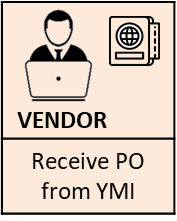 VENDOR
Receive PO
from YMI